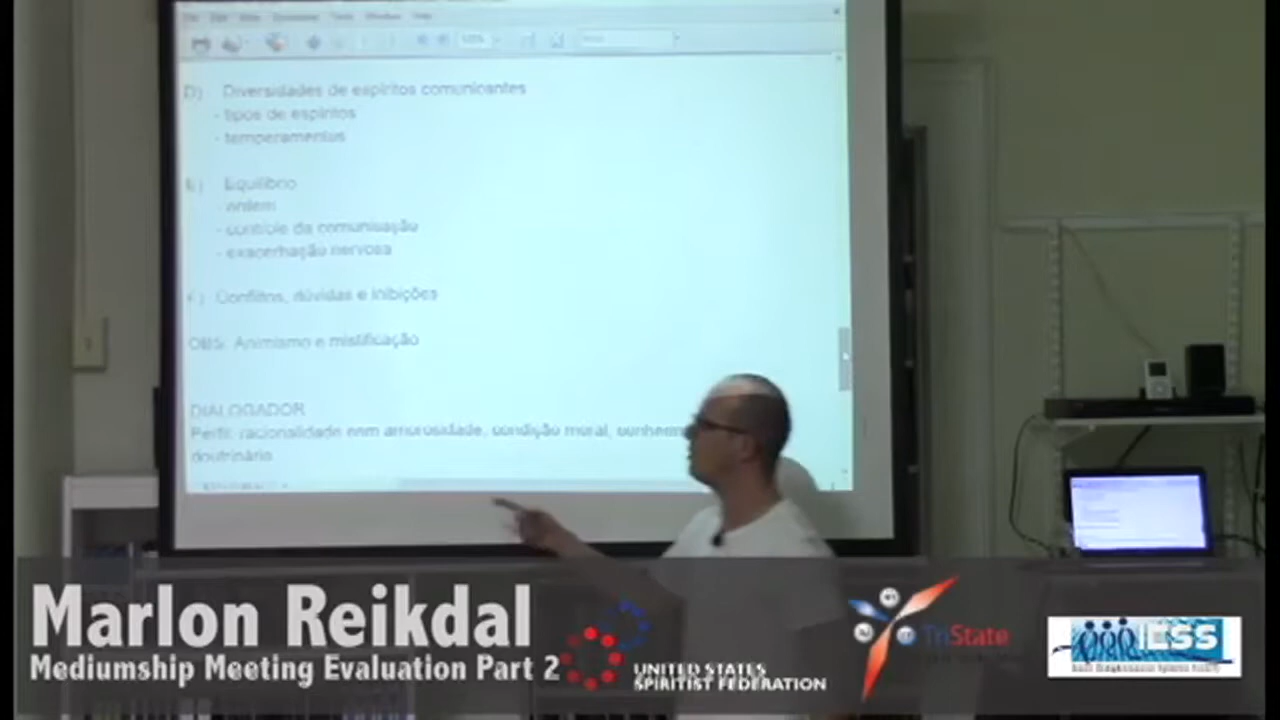 D) Diversidades de espíritos comunicantes
- tipos de espíritos
- temperamentos
E) Equilíbrio
- ordem
- controle da comunicação
- exacerbação nervosa
F) Conflitos, dúvidas e inibições
OBS: Animismo e mistificação
DIALOGADOR
Perfil: racionalidade com amorosidade, condição moral,
doutrinário
Marlon Reikdal
Mediumship Meeting Evaluation Part 2
UNITED STATES
SPIRITIST FEDERATION
TriState
ESS